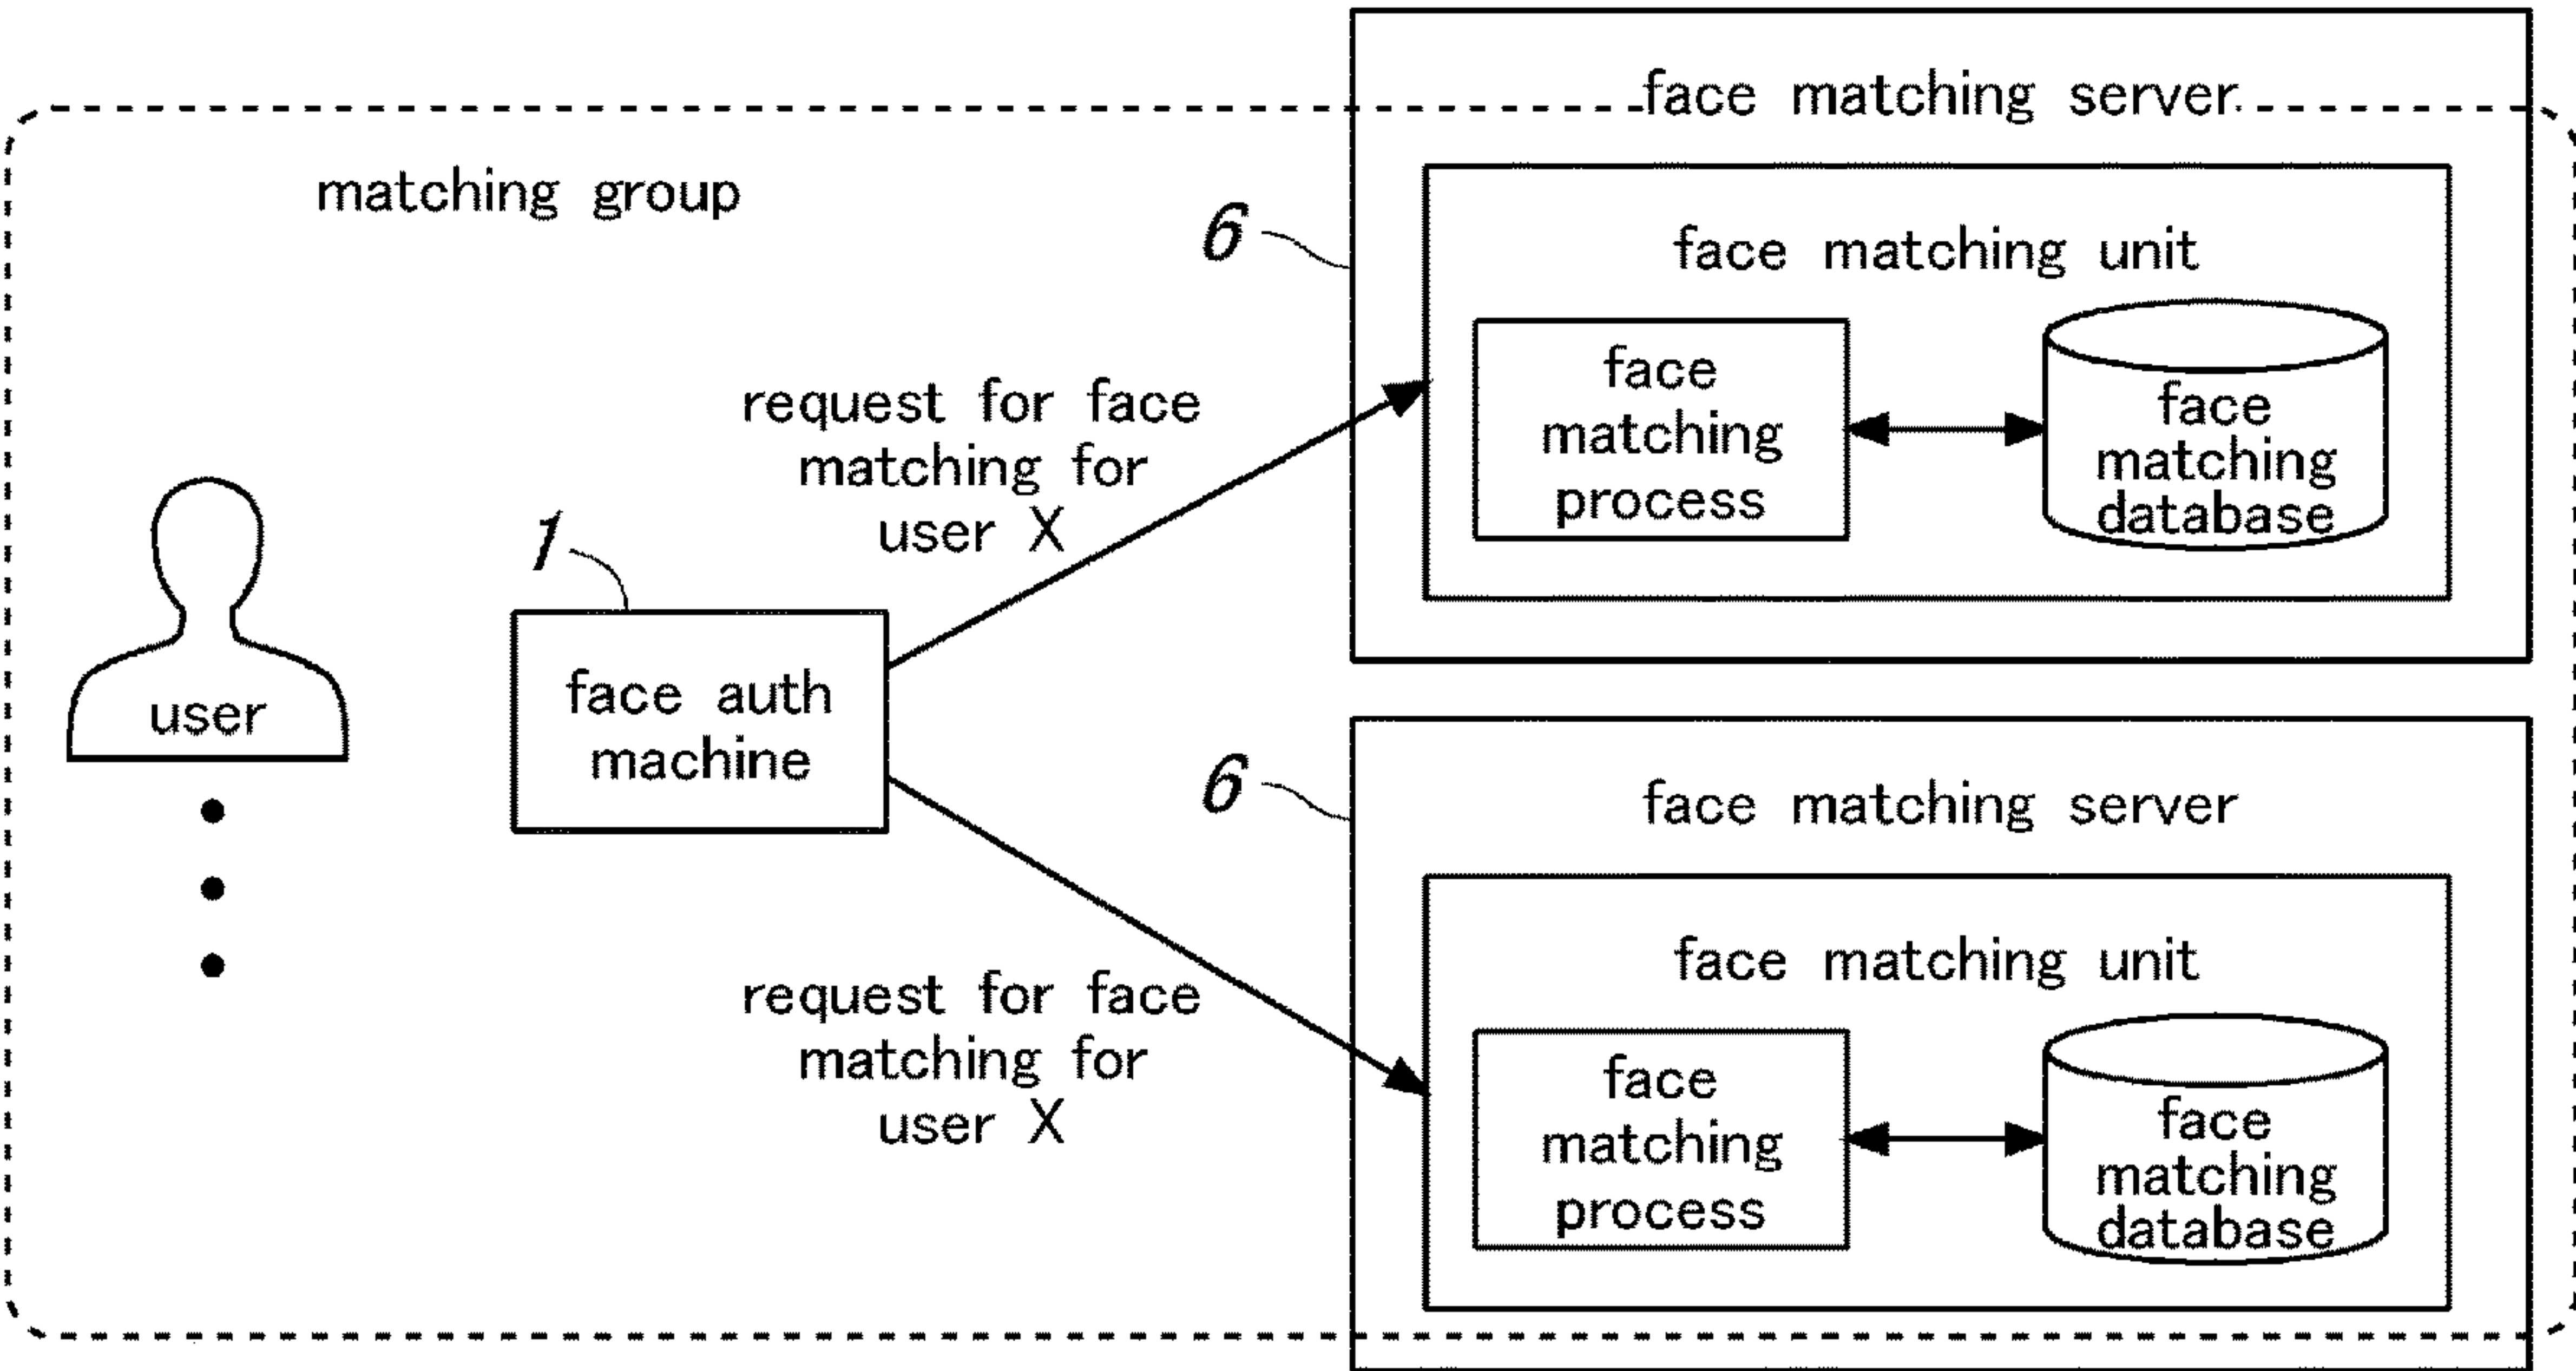 face matching server
matching group
6
face matching unit
face
matching
process
face
matching
database
request for face
matching for
user X
1
face auth
machine
user
6
face matching server
face matching unit
request for face
matching for
user X
face
matching
process
face
matching
database